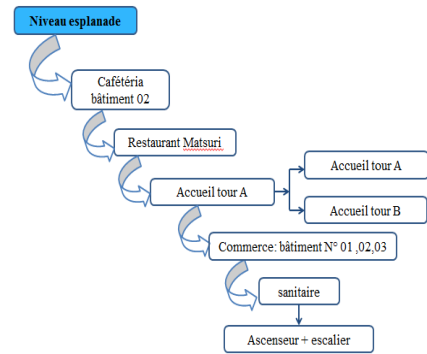 Niveau esplanade
Cafétéria
bâtiment 02
Restaurant Matsuri
Accueil tour A
Accueil tour A
Accueil tour B
Commerce: bâtiment N° 01 ,02,03
sanitaire
Ascenseur + escalier